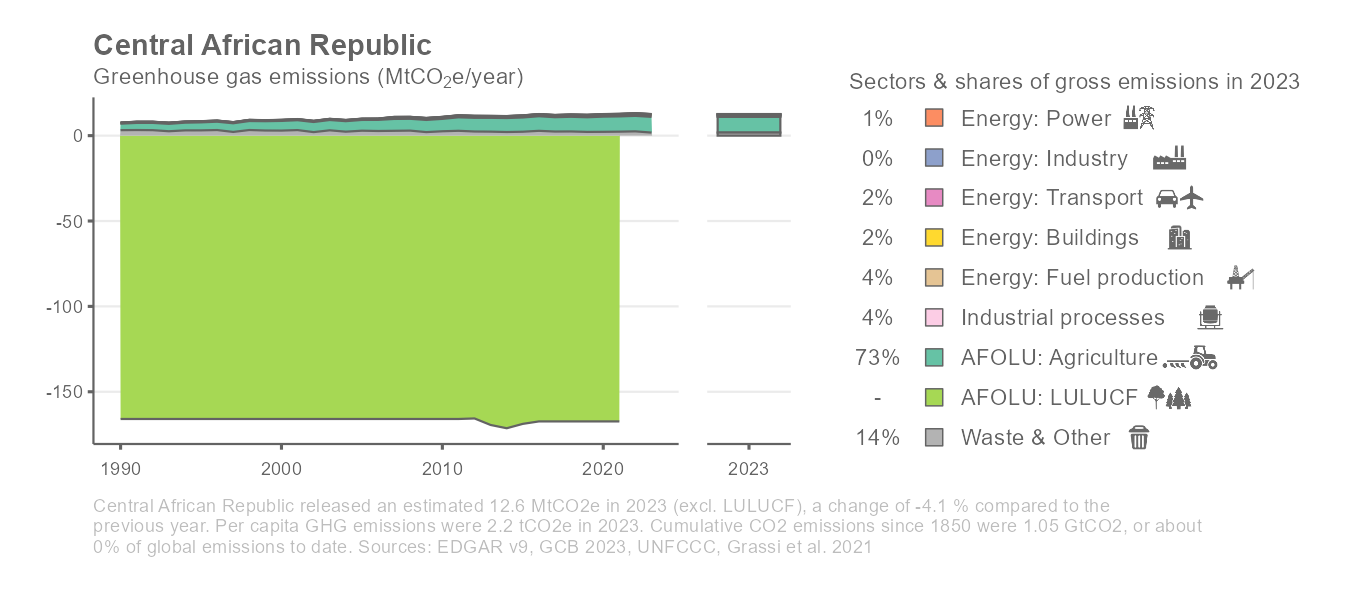 Central African Republic
Greenhouse gas emissions (MtCO₂e/year)
0
-50
-100
-150
1990
2000
2010
2020
2023
Sectors & shares of gross emissions in 2023
1% Energy: Power
0% Energy: Industry
2% Energy: Transport
2% Energy: Buildings
4% Energy: Fuel production
4% Industrial processes
73% AFOLU: Agriculture
- AFOLU: LULUCF
14% Waste & Other
Central African Republic released an estimated 12.6 MtCO2e in 2023 (excl. LULUCF), a change of -4.1 % compared to the
previous year. Per capita GHG emissions were 2.2 tCO2e in 2023. Cumulative CO2 emissions since 1850 were 1.05 GtCO2, or about
0% of global emissions to date. Sources: EDGAR v9, GCB 2023, UNFCCC, Grassi et al. 2021